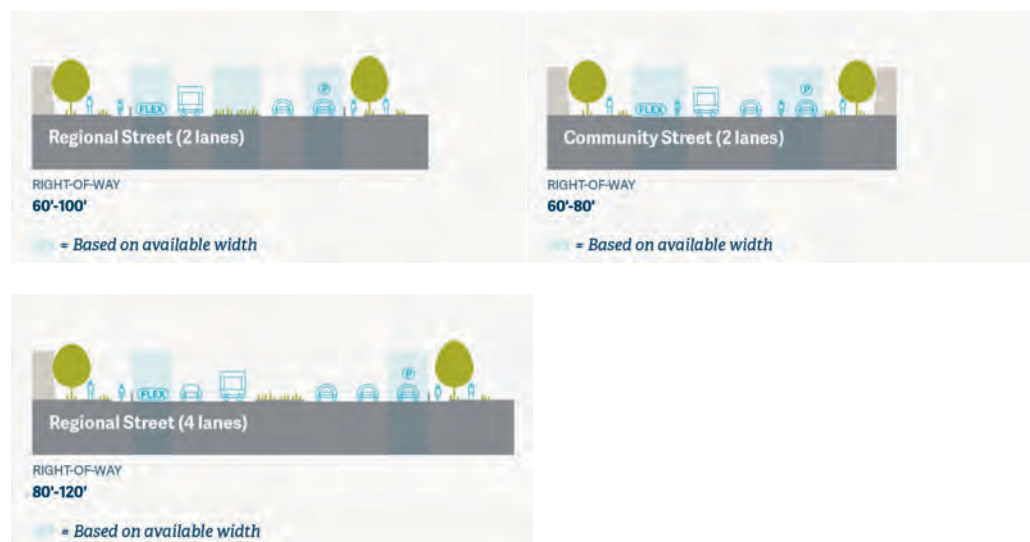 P
FLEX
Regional Street (2 lanes)
RIGHT-OF-WAY
60'-100'
= Based on available width
P
FLEX
Community Street (2 lanes)
RIGHT-OF-WAY
60'-80'
= Based on available width
P
FLEX
Regional Street (4 lanes)
RIGHT-OF-WAY
80'-120'
= Based on available width